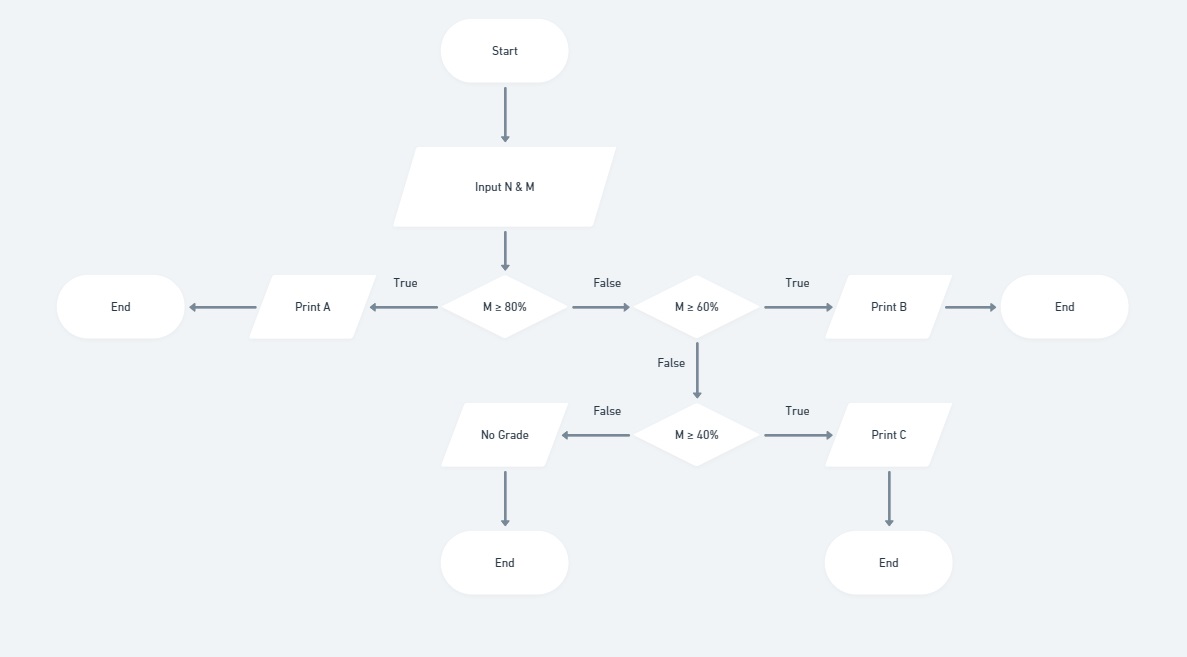 Start
Input N & M
True
False
True
End
Print A
M ≥ 80%
M ≥ 60%
Print B
End
False
False
True
No Grade
M ≥ 40%
Print C
End
End